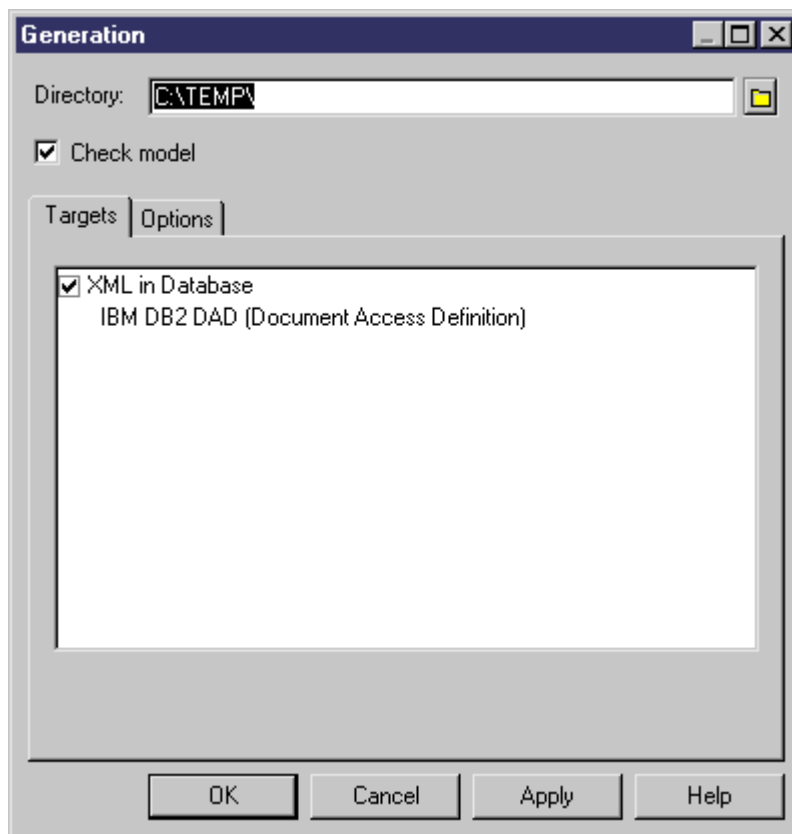 Generation
Directory: C:\TEMP\
Check model
Targets Options
XML in Database
IBM DB2 DAD (Document Access Definition)
OK Cancel Apply Help